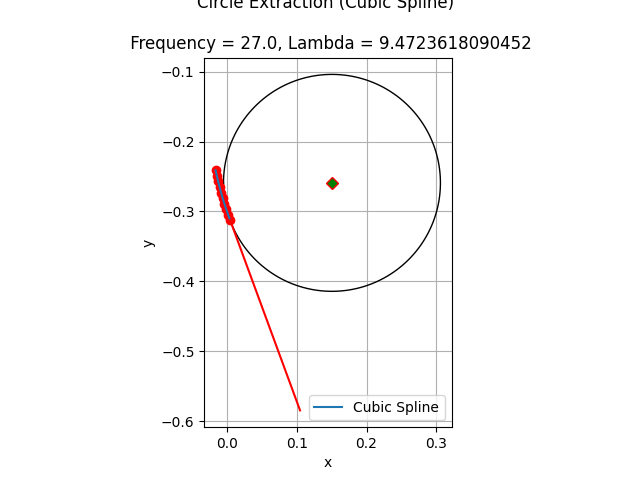 Circle Extraction (Cubic Spline)
Frequency = 27.0, Lambda = 9.4723618090452
−0.1
−0.2
−0.3
−0.4
−0.5
−0.6
y
Cubic Spline
0.0 0.1 0.2 0.3
x